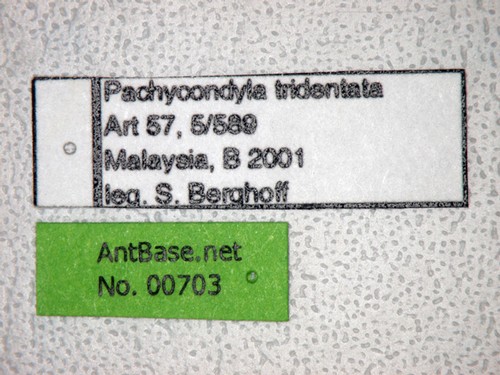 Pachycondyla tridentata
Art 57, 5/589
Malaysia, B 2001
leg. S. Berghoff
AntBase.net
No. 00703